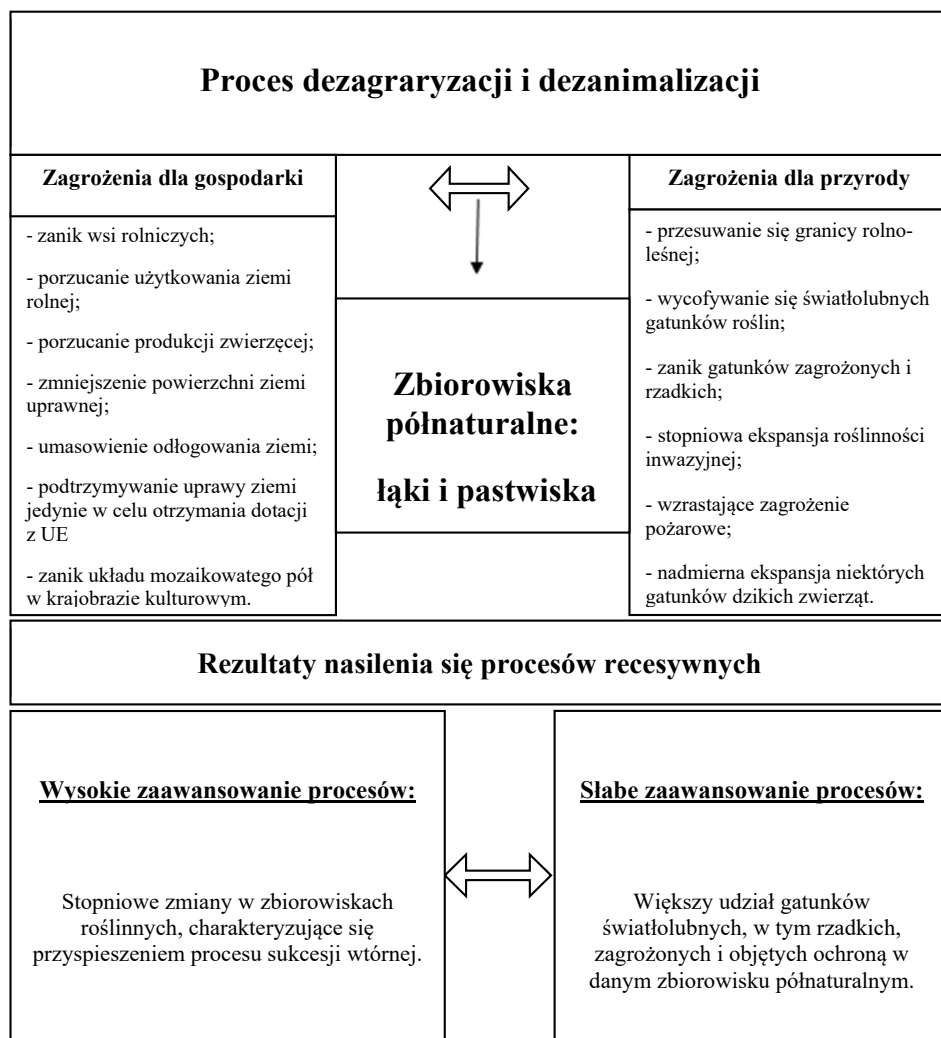 Proces dezagraryzacji i dezanimalizacji
Zagrożenia dla gospodarki
- zanik wsi rolniczych;
- porzucanie użytkowania ziemi
rolnej;
- porzucanie produkcji zwierzęcej;
- zmniejszenie powierzchni ziemi
uprawnej;
- umasowienie odłogowania ziemi;
- podtrzymywanie uprawy ziemi
jedynie w celu otrzymania dotacji
z UE
- zanik układu mozaikowatego pól
w krajobrazie kulturowym.
Zbiorowiska
półnaturalne:
łąki i pastwiska
Zagrożenia dla przyrody
- przesuwanie się granicy rolno-
leśnej;
- wycofywanie się światłolubnych
gatunków roślin;
- zanik gatunków zagrożonych i
rzadkich;
- stopniowa ekspansja roślinności
inwazyjnej;
- wzrastające zagrożenie
pożarowe;
- nadmierna ekspansja niektórych
gatunków dzikich zwierząt.
Rezultaty nasilenia się procesów recesywnych
Wysokie zaawansowanie procesów:
Stopniowe zmiany w zbiorowiskach
roślinnych, charakteryzujące się
przyspieszeniem procesu sukcesji wtórnej.
Słabe zaawansowanie procesów:
Większy udział gatunków
światłolubnych, w tym rzadkich,
zagrożonych i objętych ochroną w
danym zbiorowisku półnaturalnym.